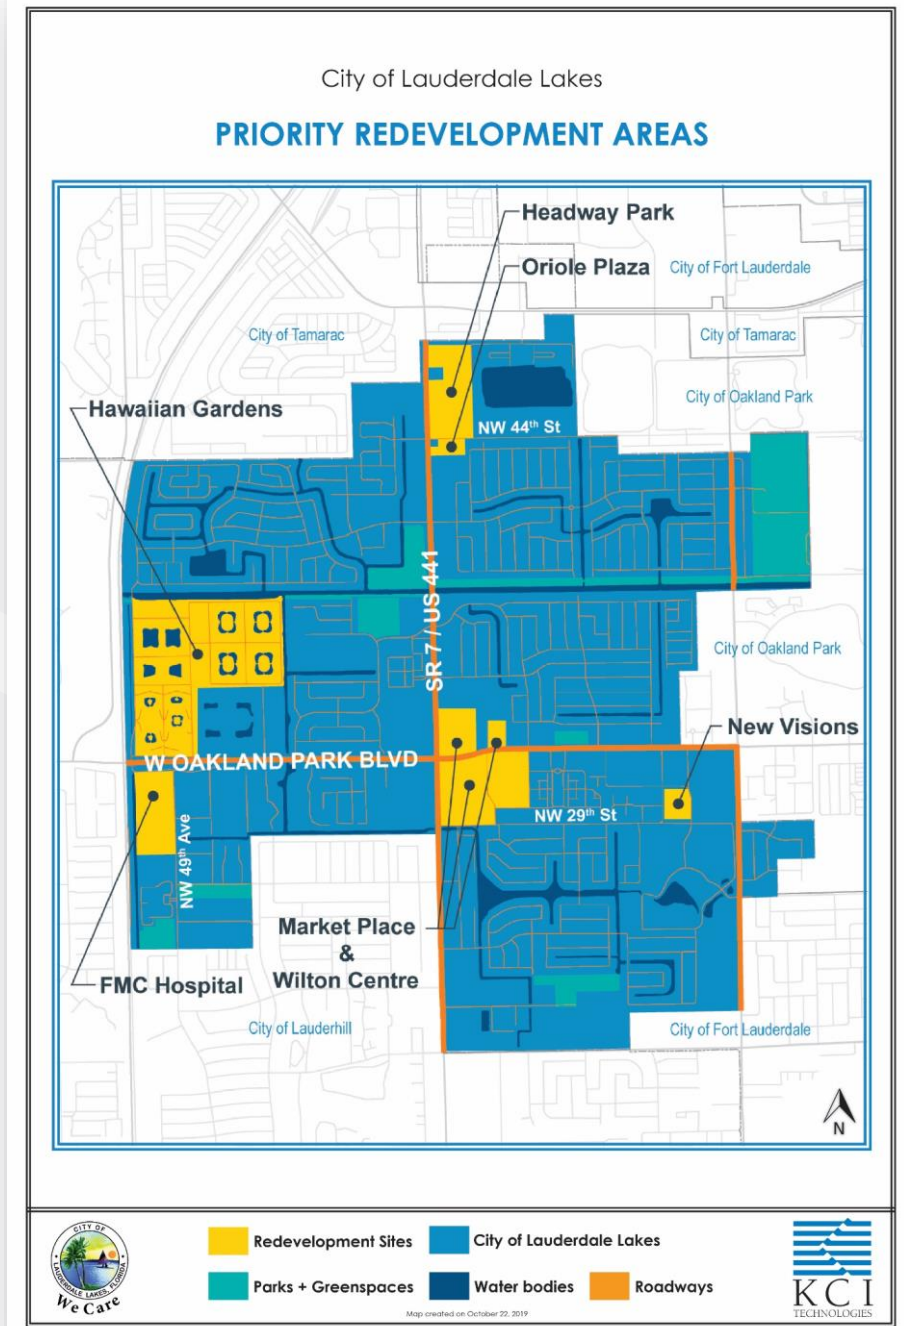 City of Lauderdale Lakes
PRIORITY REDEVELOPMENT AREAS
Headway Park
Oriole Plaza
City of Fort Lauderdale
City of Tamarac
City of Tamarac
City of Oakland Park
Hawaiian Gardens
NW 44th St
SR 7 / US 441
City of Oakland Park
New Visions
W OAKLAND PARK BLVD
NW 29th St
NW 49th Ave
Market Place
&
Wilton Centre
FMC Hospital
City of Lauderhill
City of Fort Lauderdale
N
CITY OF
LAUDERDALE LAKES, FLORIDA
We Care
Redevelopment Sites
City of Lauderdale Lakes
Parks + Greenspaces
Water bodies
Roadways
KCI
TECHNOLOGIES
Map created on October 22, 2019